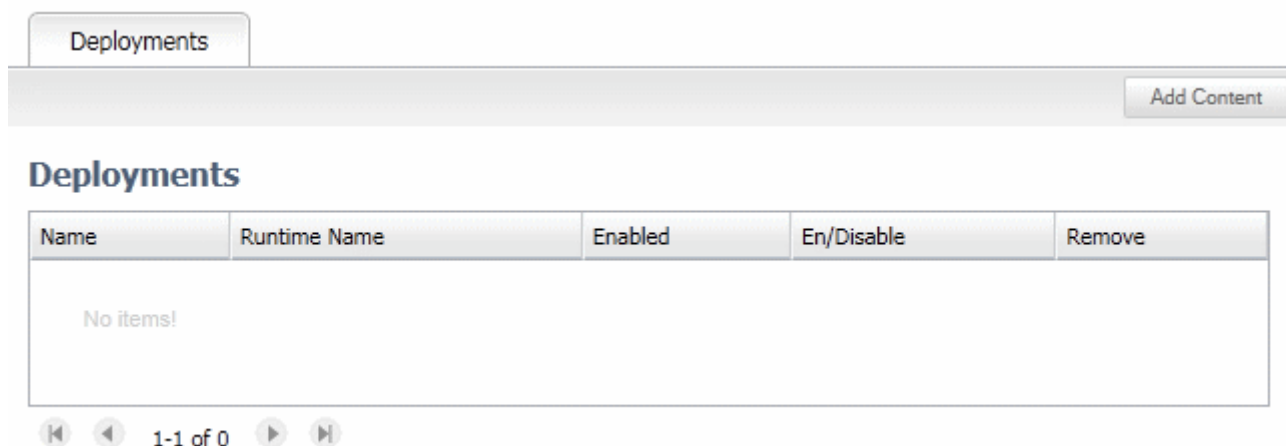 Deployments
Add Content
Deployments
Name Runtime Name Enabled En/Disable Remove
No items!
1-1 of 0